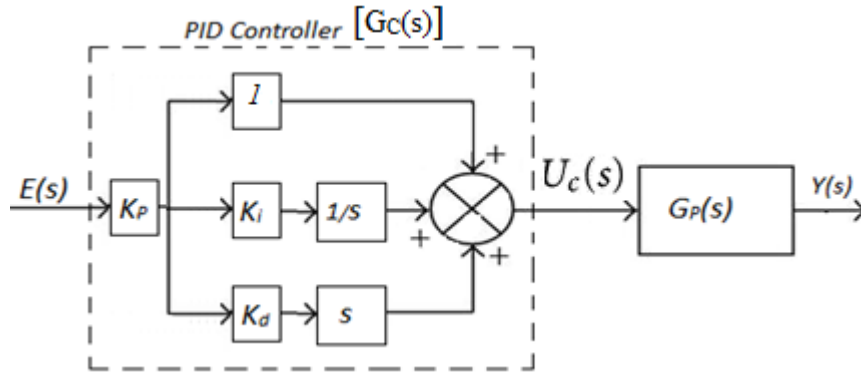 PID Controller [GC(s)]
1
+
E(s)
KP
Ki
1/s
+
Uc(s)
GP(s)
Y(s)
+
Kd
s